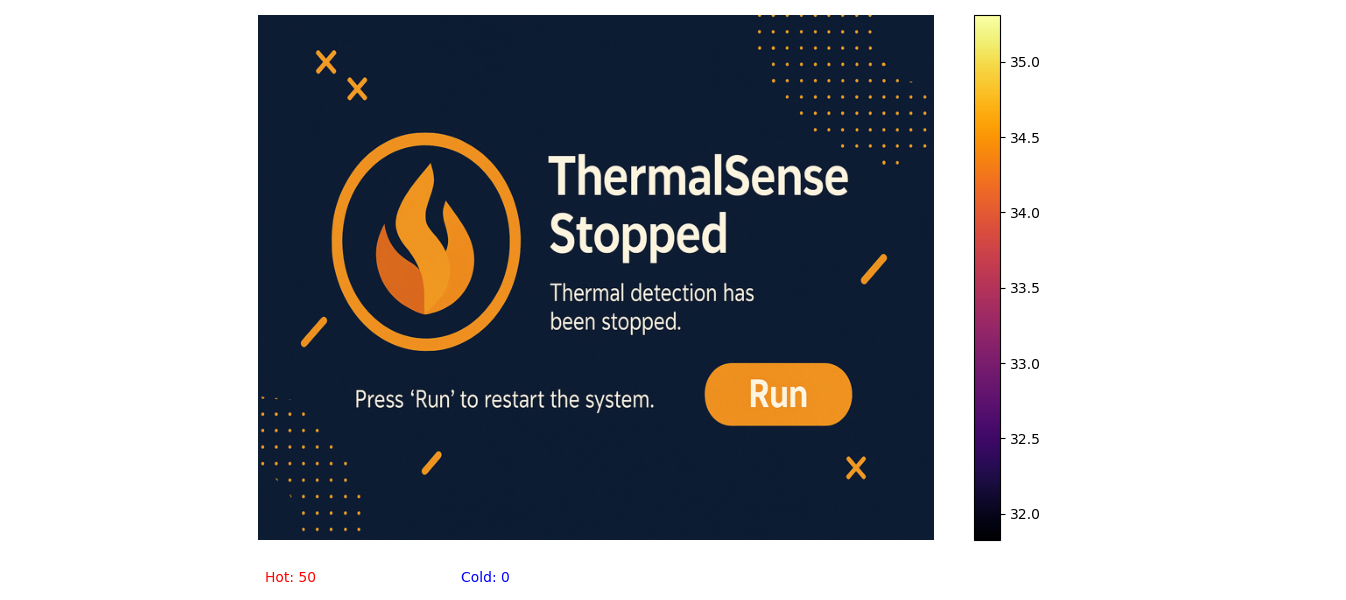 ThermalSense
Stopped
Thermal detection has
been stopped.
Press ‘Run’ to restart the system.
Run
35.0
34.5
34.0
33.5
33.0
32.5
32.0
Hot: 50
Cold: 0